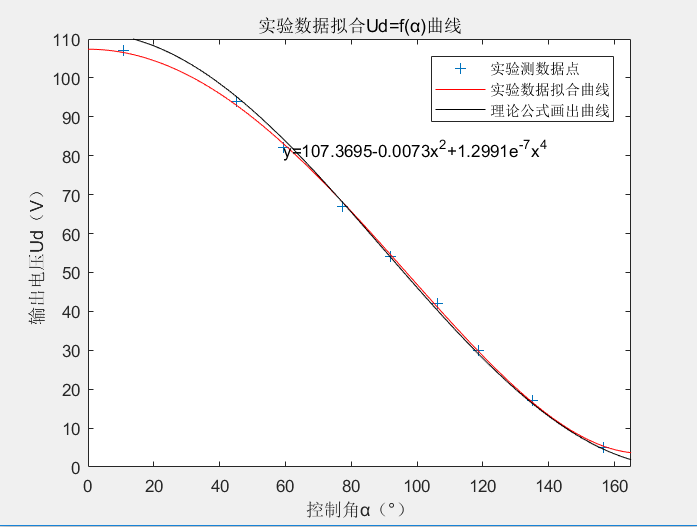 实验数据拟合Ud=f(α)曲线
110
100
90
80
70
60
50
40
30
20
10
0
输出电压Ud（V）
实验测数据点
实验数据拟合曲线
理论公式画出曲线
y=107.3695-0.0073x²+1.2991e⁻⁷x⁴
0 20 40 60 80 100 120 140 160
控制角α（°）